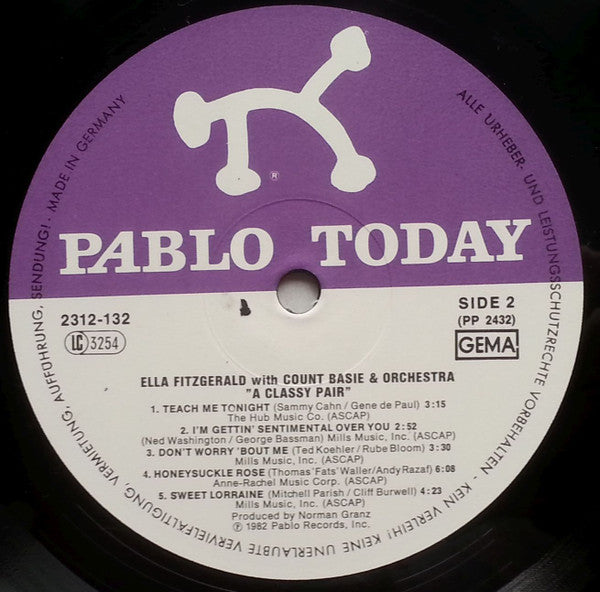 PABLO TODAY
2312-132
LC 3254
SIDE 2
(PP 2432)
GEMA
ELLA FITZGERALD with COUNT BASIE & ORCHESTRA
"A CLASSY PAIR"
1. TEACH ME TONIGHT (Sammy Cahn / Gene de Paul) 3:15
The Hub Music Co. (ASCAP)
2. I'M GETTIN' SENTIMENTAL OVER YOU 2:52
(Ned Washington / George Bassman) Mills Music, Inc. (ASCAP)
3. DON'T WORRY 'BOUT ME (Ted Koehler / Rube Bloom) 3:30
Mills Music, Inc. (ASCAP)
4. HONEYSUCKLE ROSE (Thomas 'Fats' Waller/Andy Razaf) 6:08
Anne-Rachel Music Corp. (ASCAP)
5. SWEET LORRAINE (Mitchell Parish / Cliff Burwell) 4:23
Mills Music, Inc. (ASCAP)
Produced by Norman Granz
℗ 1982 Pablo Records, Inc.
ALLE URHEBER- UND LEISTUNGSSCHUTZRECHTE VORBEHALTEN - KEIN VERLEIH! KEINE UNERLAUBTE VERVIELFÄLTIGUNG, VERMIETUNG, AUFFÜHRUNG, SENDUNG! · MADE IN GERMANY
®